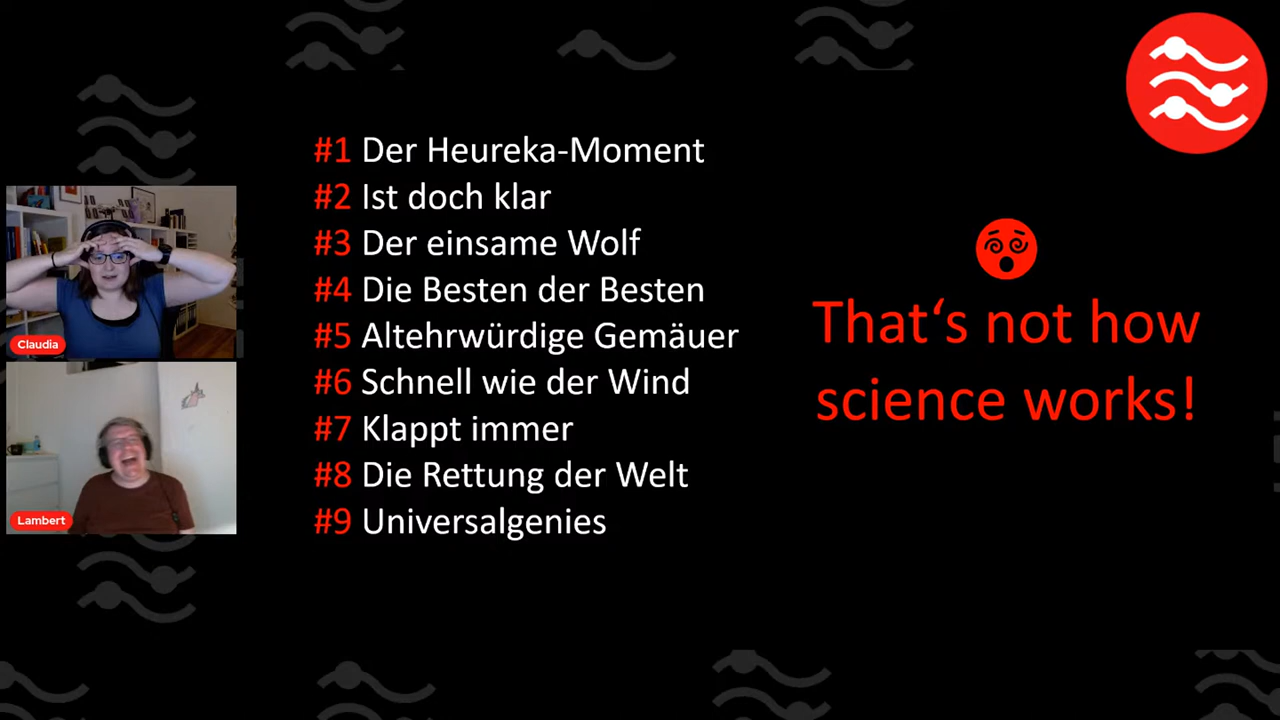 #1 Der Heureka-Moment
#2 Ist doch klar
#3 Der einsame Wolf
#4 Die Besten der Besten
#5 Altehrwürdige Gemäuer
#6 Schnell wie der Wind
#7 Klappt immer
#8 Die Rettung der Welt
#9 Universalgenies
That‘s not how
science works!
Claudia
Lambert